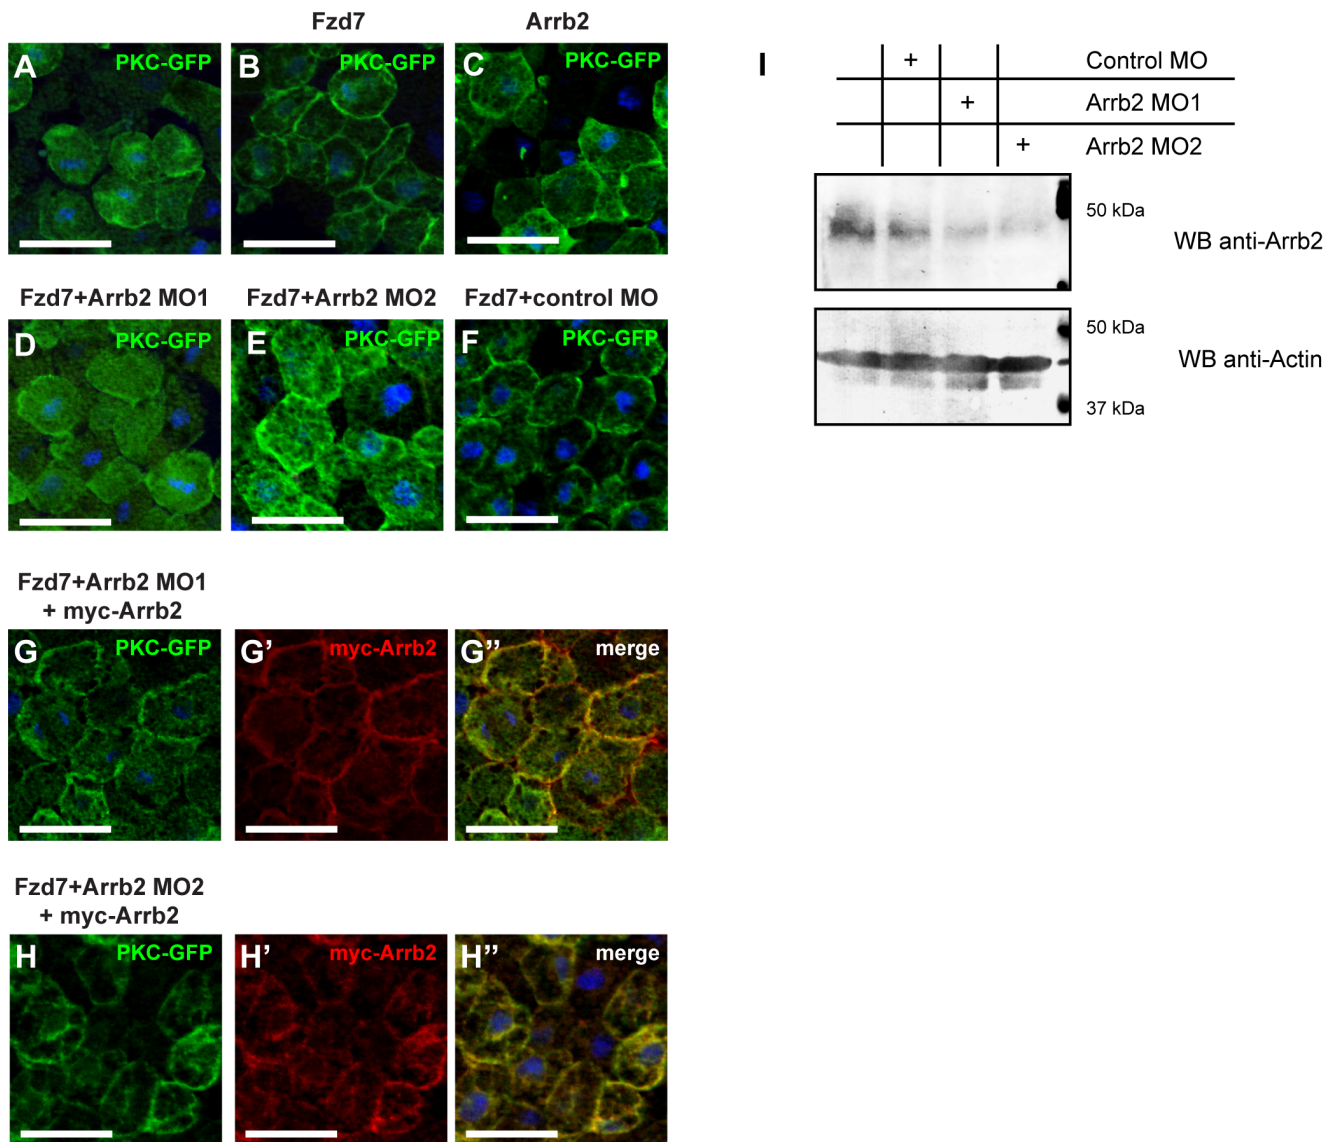 Fzd7
Arrb2
A PKC-GFP
B PKC-GFP
C PKC-GFP
Fzd7+Arrb2 MO1
Fzd7+Arrb2 MO2
Fzd7+control MO
D PKC-GFP
E PKC-GFP
F PKC-GFP
Fzd7+Arrb2 MO1
+ myc-Arrb2
G PKC-GFP
G’ myc-Arrb2
G’’ merge
Fzd7+Arrb2 MO2
+ myc-Arrb2
H PKC-GFP
H’ myc-Arrb2
H’’ merge
I
+ Control MO
+ Arrb2 MO1
+ Arrb2 MO2
50 kDa
WB anti-Arrb2
50 kDa
WB anti-Actin
37 kDa